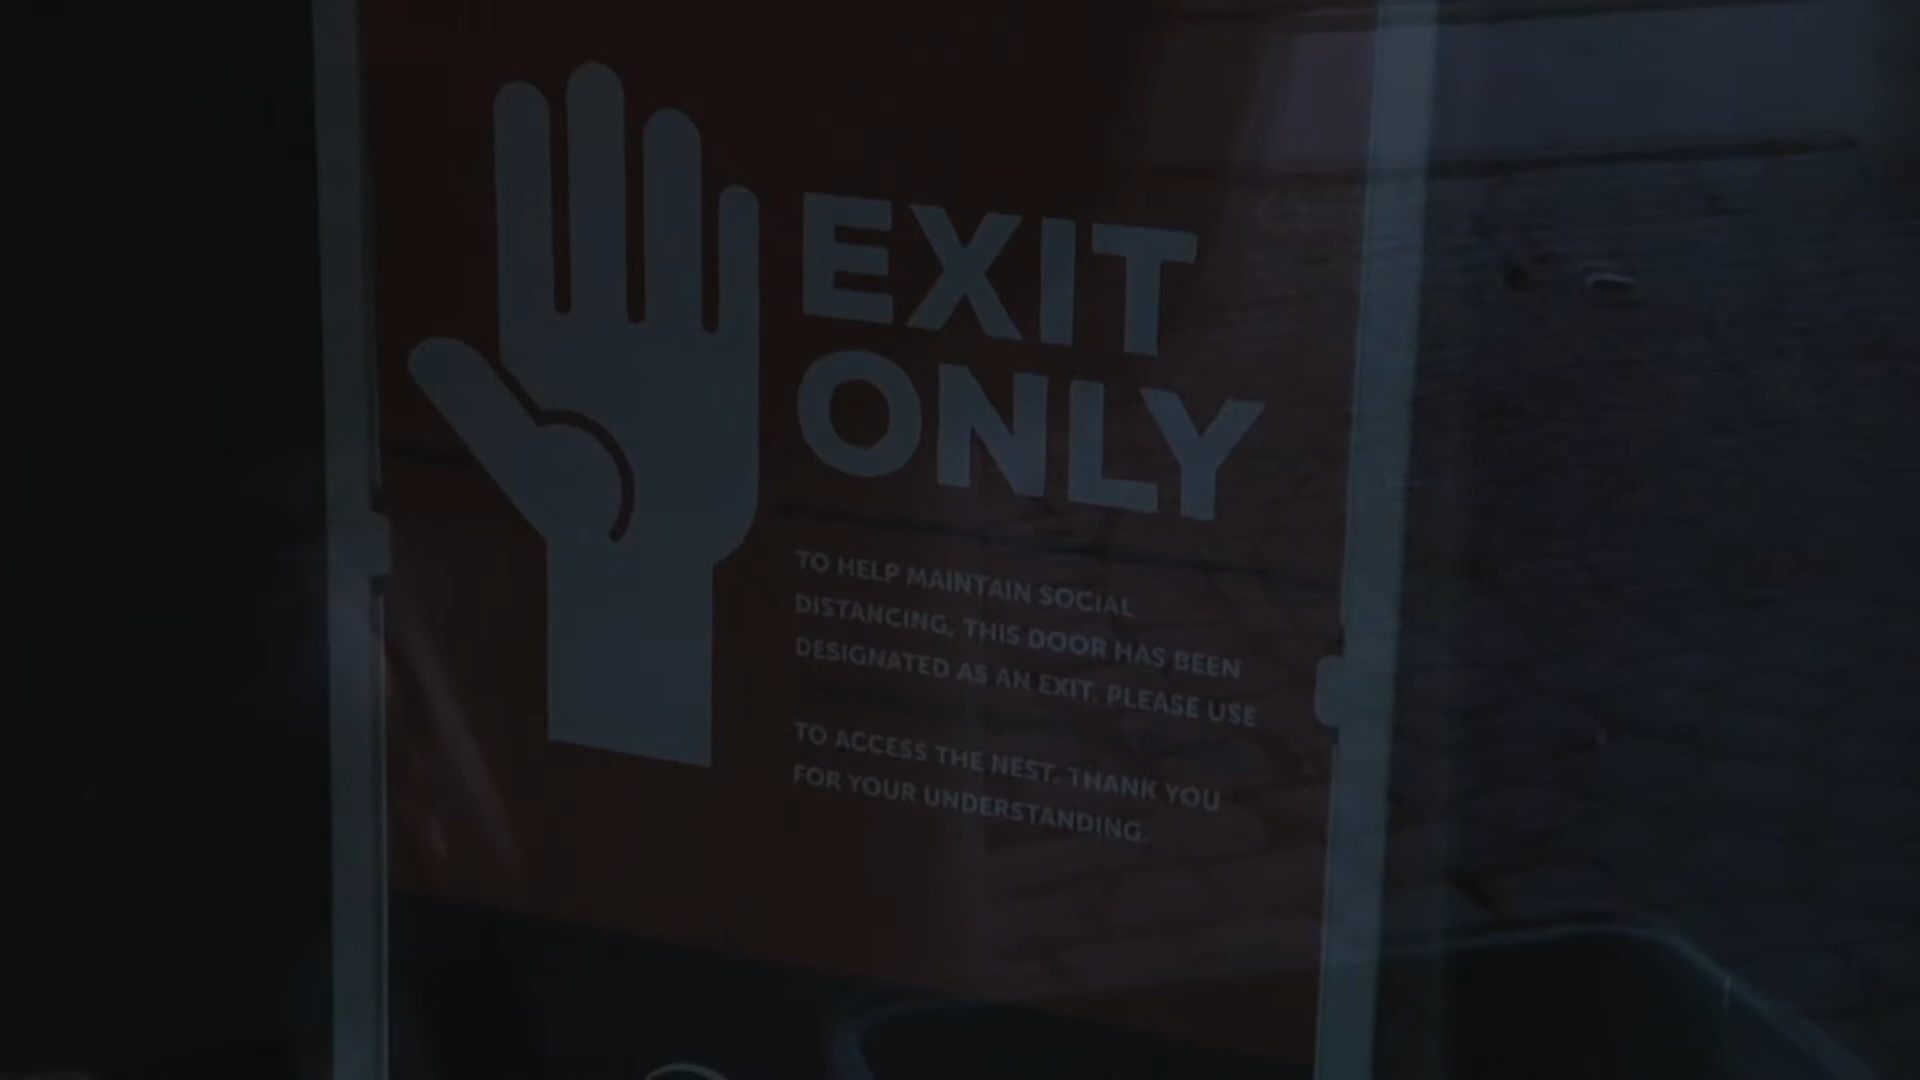 EXIT
ONLY
TO HELP MAINTAIN SOCIAL
DISTANCING, THIS DOOR HAS BEEN
DESIGNATED AS AN EXIT. PLEASE USE
TO ACCESS THE NEST. THANK YOU
FOR YOUR UNDERSTANDING.